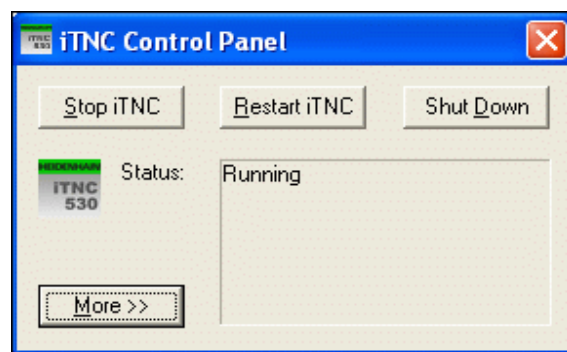 iTNC Control Panel
Stop iTNC Restart iTNC Shut Down
HEIDENHAIN
iTNC
530
Status: Running
More >>